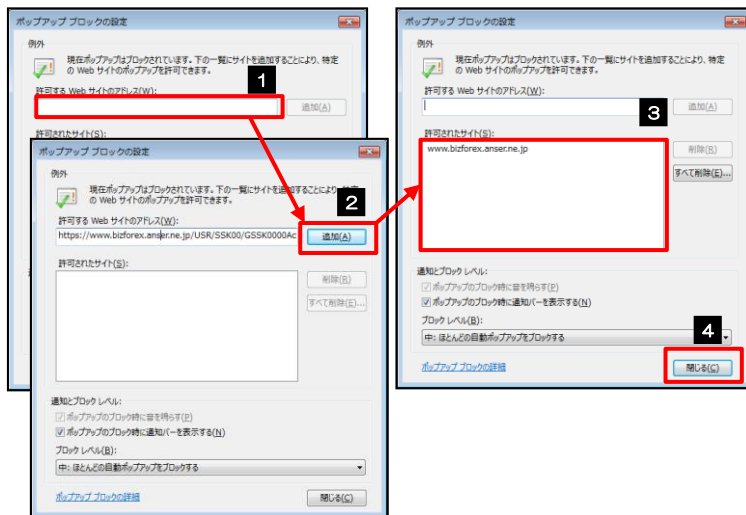 ポップアップ ブロックの設定
例外
現在ポップアップはブロックされています。下の一覧にサイトを追加することにより、特定
の Web サイトのポップアップを許可できます。
1
許可する Web サイトのアドレス(W):
追加(A)
許可されたサイト(S):
ポップアップ ブロックの設定
例外
現在ポップアップはブロックされています。下の一覧にサイトを追加することにより、特定
の Web サイトのポップアップを許可できます。
2
許可する Web サイトのアドレス(W):
https://www.bizforex.anser.ne.jp/USR/SSK00/GSSK0000Ac
追加(A)
許可されたサイト(S):
削除(R)
すべて削除(E)...
通知とブロック レベル:
ポップアップのブロック時に音を鳴らす(P)
ポップアップのブロック時に通知バーを表示する(N)
ブロック レベル(B):
中: ほとんどの自動ポップアップをブロックする
ポップアップ ブロックの詳細
閉じる(C)
ポップアップ ブロックの設定
例外
現在ポップアップはブロックされています。下の一覧にサイトを追加することにより、特定
の Web サイトのポップアップを許可できます。
許可する Web サイトのアドレス(W):
3
追加(A)
許可されたサイト(S):
www.bizforex.anser.ne.jp
削除(R)
すべて削除(E)...
通知とブロック レベル:
ポップアップのブロック時に音を鳴らす(P)
ポップアップのブロック時に通知バーを表示する(N)
ブロック レベル(B):
4
中: ほとんどの自動ポップアップをブロックする
ポップアップ ブロックの詳細
閉じる(C)